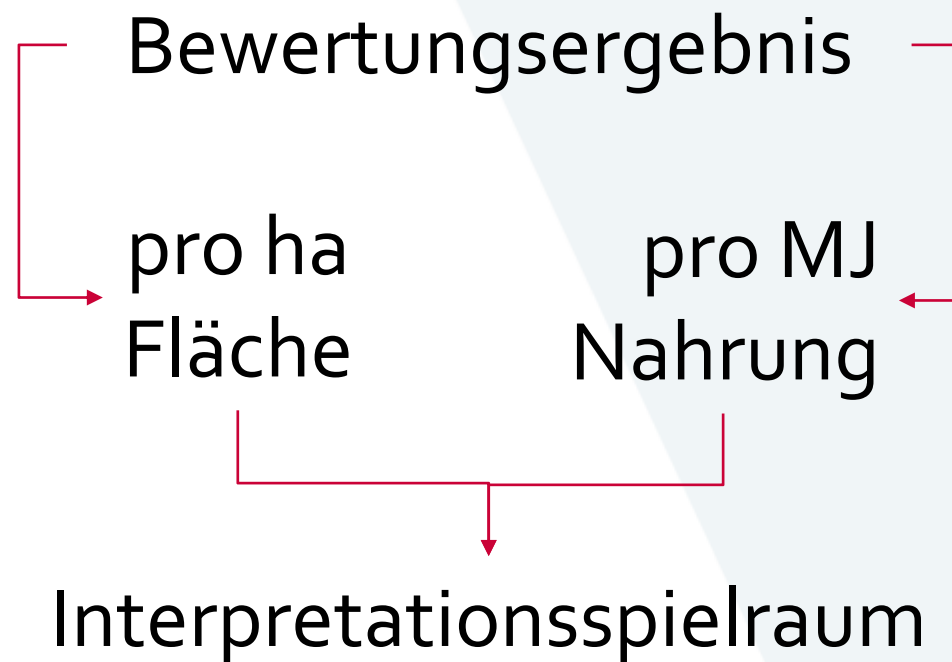 Bewertungsergebnis
pro ha
Fläche
pro MJ
Nahrung
Interpretationsspielraum